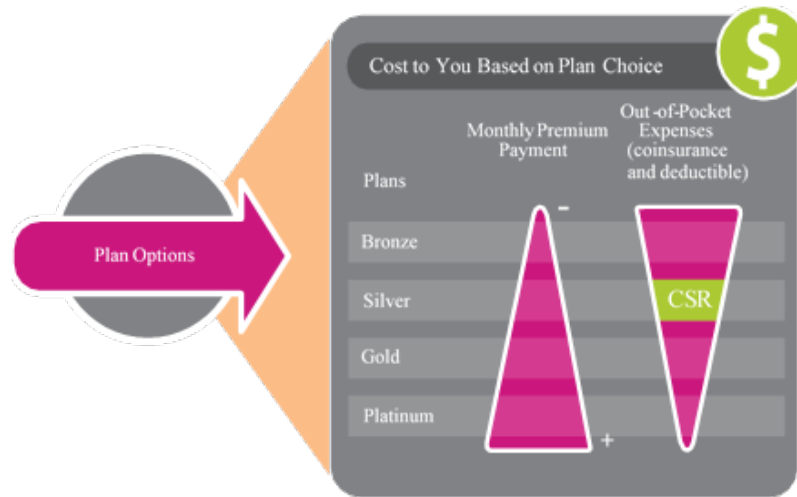 $
Cost to You Based on Plan Choice
Monthly Premium
Payment
Out -of-Pocket
Expenses
(coinsurance
and deductible)
Plans
-
Bronze
Plan Options
Silver
CSR
Gold
Platinum
+